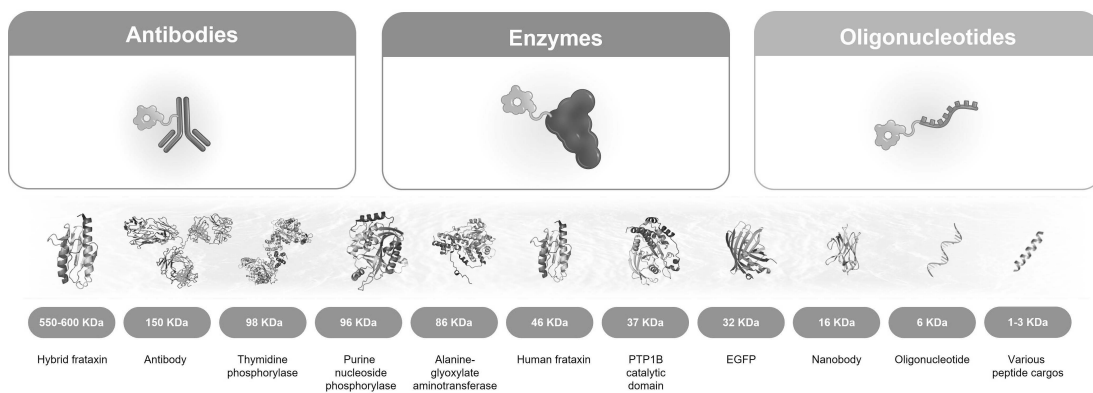 Antibodies
Enzymes
Oligonucleotides
550-600 KDa
150 KDa
98 KDa
96 KDa
86 KDa
46 KDa
37 KDa
32 KDa
16 KDa
6 KDa
1-3 KDa
Hybrid frataxin
Antibody
Thymidine
phosphorylase
Purine
nucleoside
phosphorylase
Alanine-
glyoxylate
aminotransferase
Human frataxin
PTP1B
catalytic
domain
EGFP
Nanobody
Oligonucleotide
Various
peptide cargos